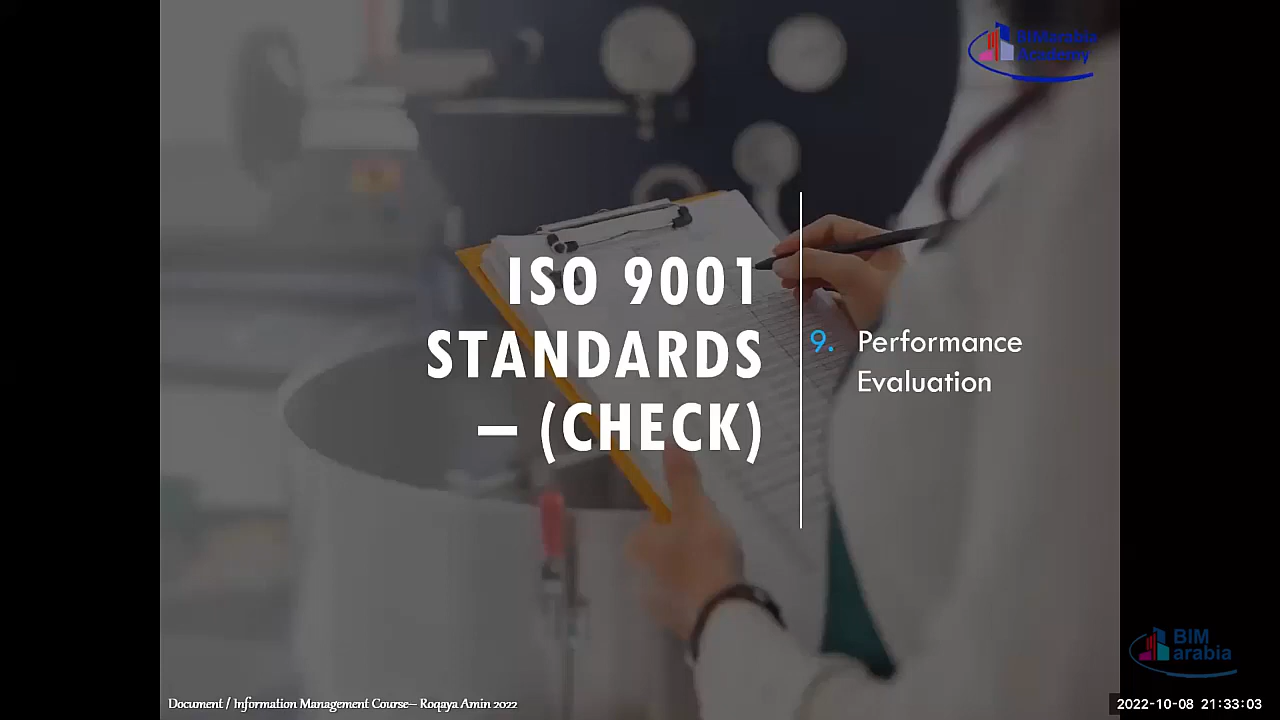 BIMarabia
Academy
ISO 9001
STANDARDS
– (CHECK)
9. Performance
Evaluation
BIM
arabia
Document / Information Management Course– Roqaya Amin 2022
2022-10-08 21:33:03